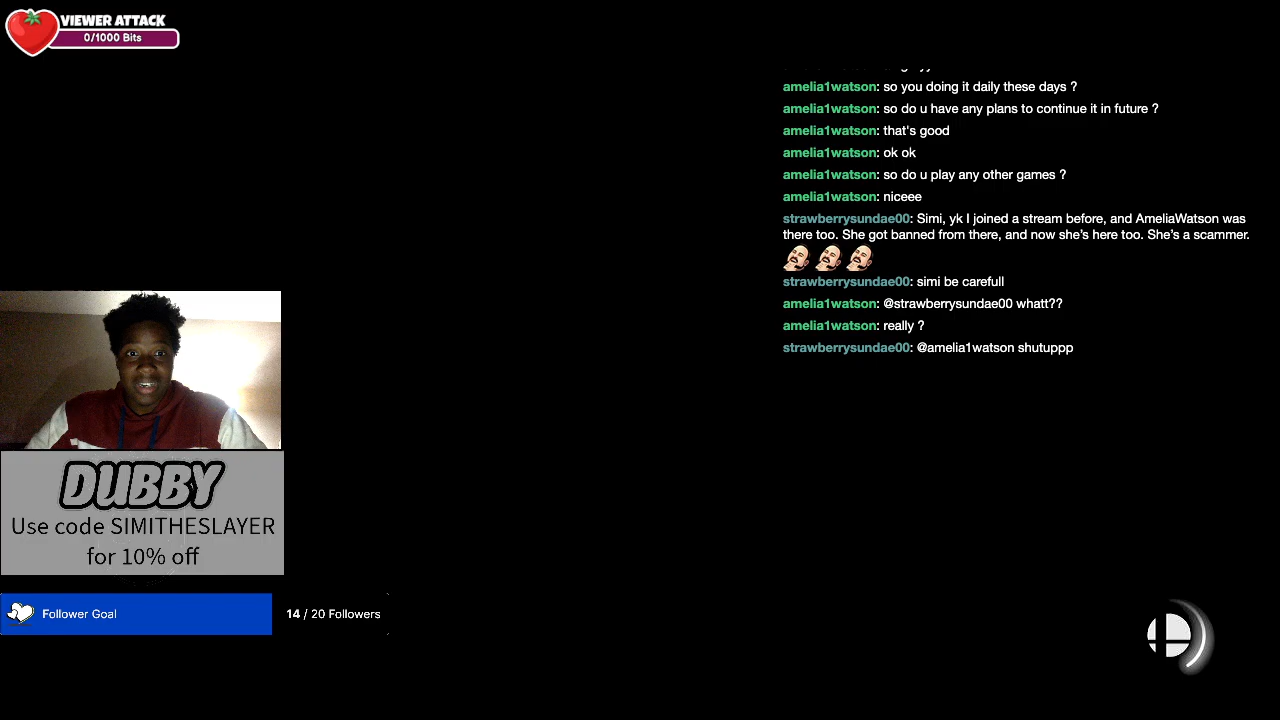 VIEWER ATTACK
0/1000 Bits
amelia1watson: so you doing it daily these days ?
amelia1watson: so do u have any plans to continue it in future ?
amelia1watson: that's good
amelia1watson: ok ok
amelia1watson: so do u play any other games ?
amelia1watson: niceee
strawberrysundae00: Simi, yk I joined a stream before, and AmeliaWatson was
there too. She got banned from there, and now she’s here too. She’s a scammer.
strawberrysundae00: simi be carefull
amelia1watson: @strawberrysundae00 whatt??
amelia1watson: really ?
strawberrysundae00: @amelia1watson shutuppp
DUBBY
Use code SIMITHESLAYER
for 10% off
Follower Goal
14 / 20 Followers